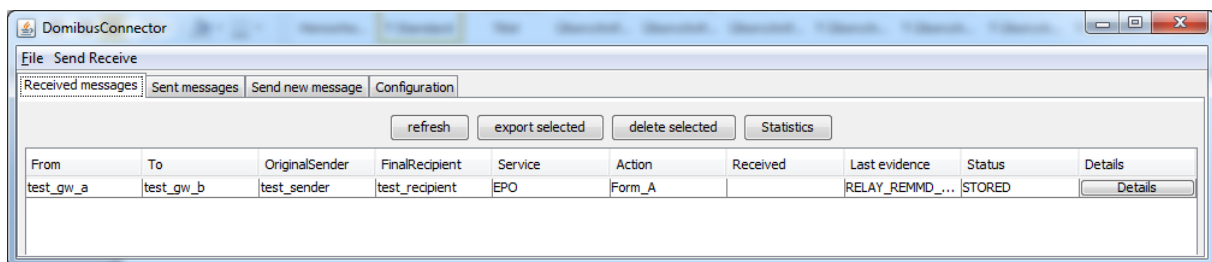 DomibusConnector
File Send Receive
Received messages Sent messages Send new message Configuration
refresh export selected delete selected Statistics
From To OriginalSender FinalRecipient Service Action Received Last evidence Status Details
test_gw_a test_gw_b test_sender test_recipient EPO Form_A RELAY_REMMD_... STORED Details